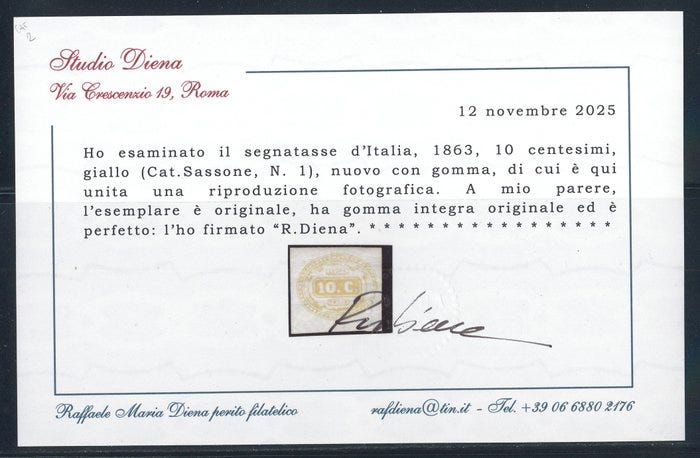 Studio Diena
Via Crescenzio 19, Roma
12 novembre 2025
Ho esaminato il segnatasse d'Italia, 1863, 10 centesimi,
giallo (Cat.Sassone, N. 1), nuovo con gomma, di cui è qui
unita una riproduzione fotografica. A mio parere,
l'esemplare è originale, ha gomma integra originale ed è
perfetto: l'ho firmato "R.Diena". * * * * * * * * * * * * * * * * *
10. C.
RDiena
Raffaele Maria Diena perito filatelico
rafdiena@tin.it - Tel. +39 06 6880 2176